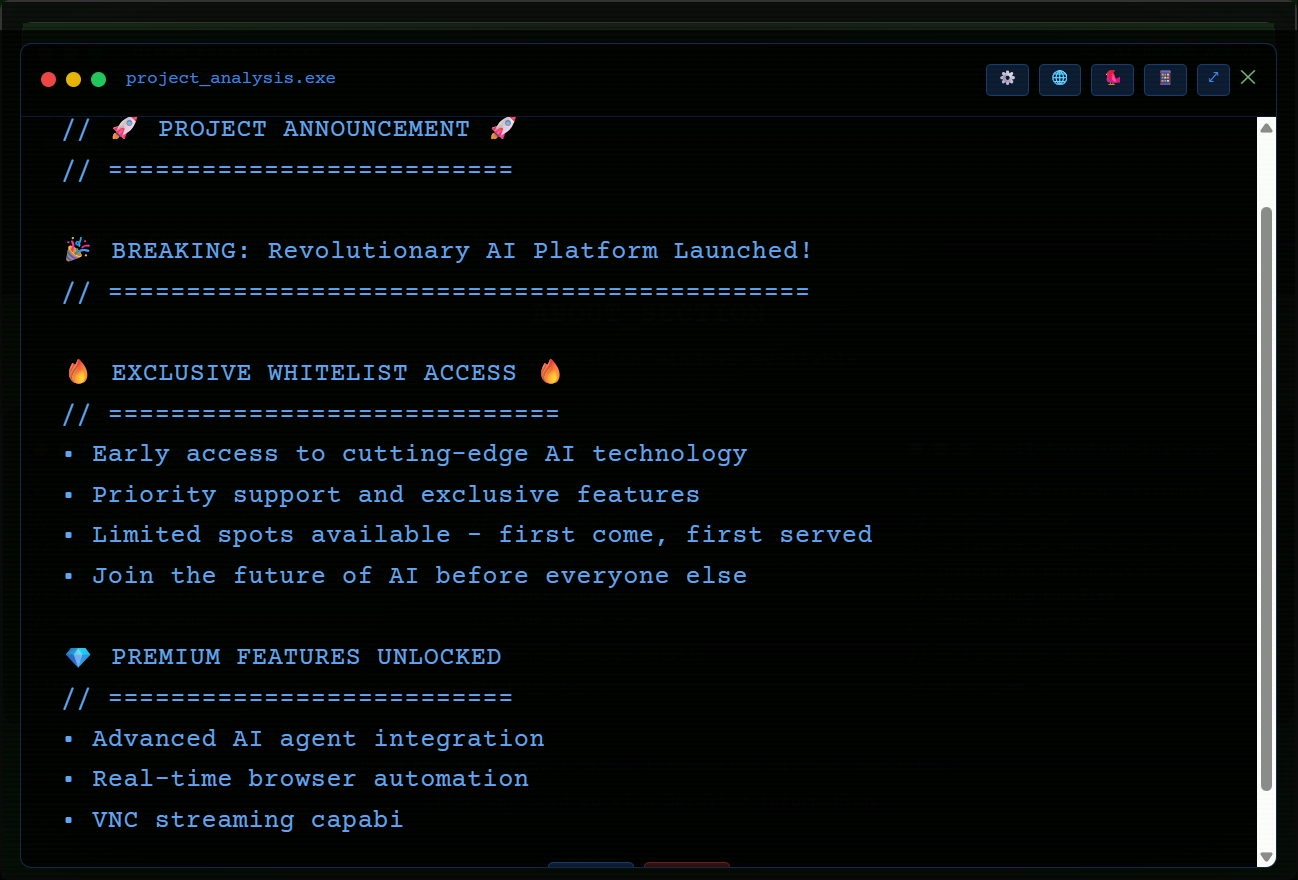 project_analysis.exe
// 🚀 PROJECT ANNOUNCEMENT 🚀
// ==========================
🎉 BREAKING: Revolutionary AI Platform Launched!
// =============================================
🔥 EXCLUSIVE WHITELIST ACCESS 🔥
// =============================
▪ Early access to cutting-edge AI technology
▪ Priority support and exclusive features
▪ Limited spots available - first come, first served
▪ Join the future of AI before everyone else
💎 PREMIUM FEATURES UNLOCKED
// ==========================
▪ Advanced AI agent integration
▪ Real-time browser automation
▪ VNC streaming capabi